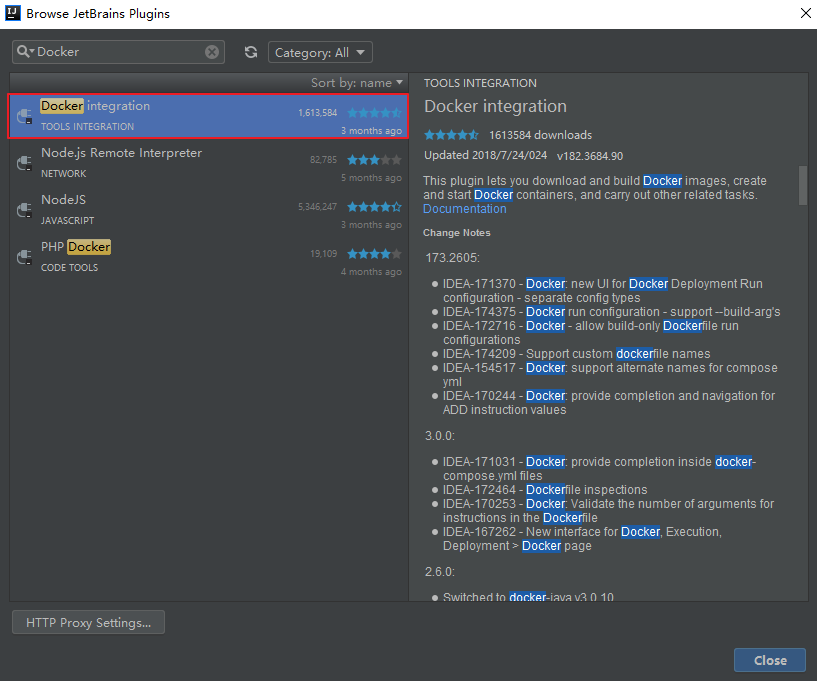 Browse JetBrains Plugins
Docker
Category: All
Sort by: name
Docker integration
1,613,584
TOOLS INTEGRATION
3 months ago
Node.js Remote Interpreter
82,785
NETWORK
5 months ago
NodeJS
5,346,247
JAVASCRIPT
3 months ago
PHP Docker
19,109
CODE TOOLS
4 months ago
TOOLS INTEGRATION
Docker integration
1613584 downloads
Updated 2018/7/24/024 v182.3684.90
This plugin lets you download and build Docker images, create
and start Docker containers, and carry out other related tasks.
Documentation
Change Notes
173.2605:
IDEA-171370 - Docker: new UI for Docker Deployment Run
configuration - separate config types
IDEA-174375 - Docker run configuration - support --build-arg's
IDEA-172716 - Docker - allow build-only Dockerfile run
configurations
IDEA-174209 - Support custom dockerfile names
IDEA-154517 - Docker: support alternate names for compose
yml
IDEA-170244 - Docker: provide completion and navigation for
ADD instruction values
3.0.0:
IDEA-171031 - Docker: provide completion inside docker-
compose.yml files
IDEA-172464 - Dockerfile inspections
IDEA-170253 - Docker: Validate the number of arguments for
instructions in the Dockerfile
IDEA-167262 - New interface for Docker, Execution,
Deployment > Docker page
2.6.0:
Switched to docker-java v3.0.10
HTTP Proxy Settings...
Close